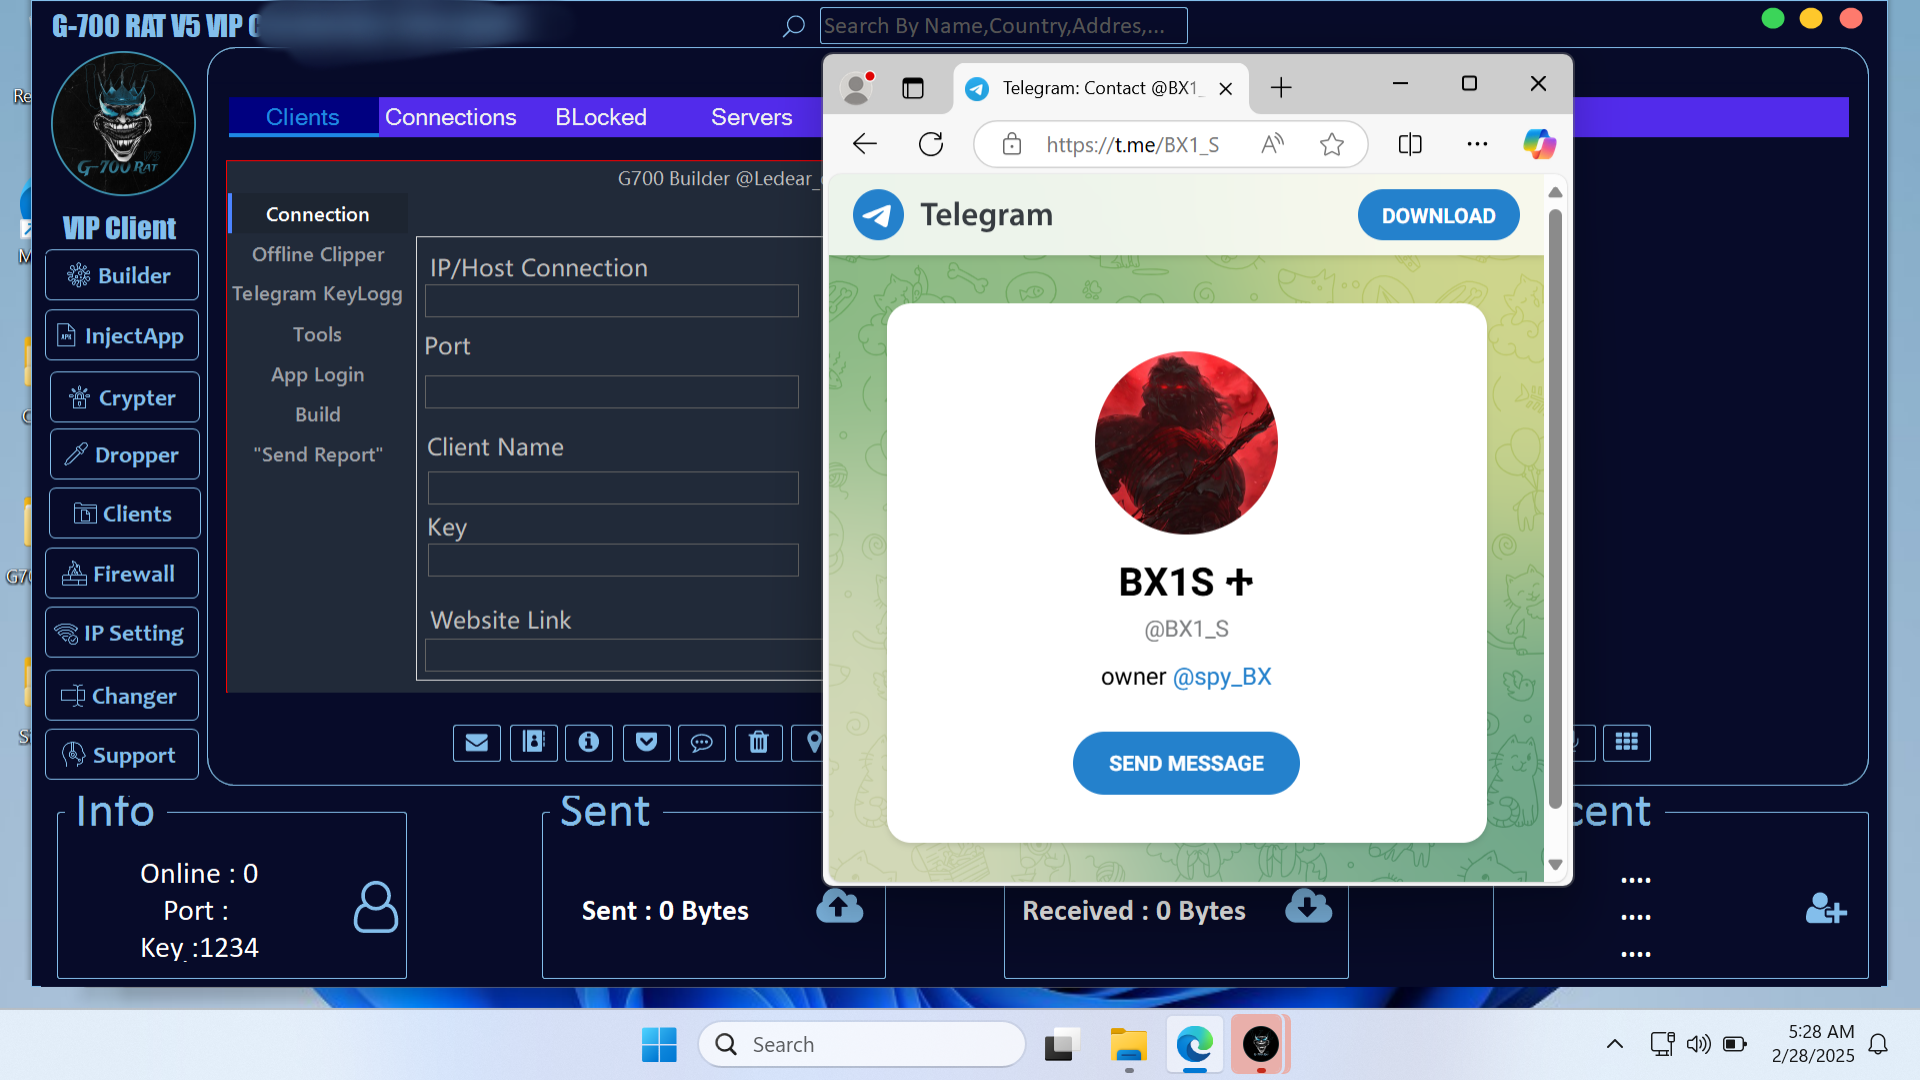 G-700 RAT V5 VIP C
Search By Name,Country,Addres,...
G-700 RAT
VIP Client
Builder
InjectApp
Crypter
Dropper
Clients
Firewall
IP Setting
Changer
Support
Clients
Connections
BLocked
Servers
G700 Builder @Ledear_
Connection
Offline Clipper
Telegram KeyLogg
Tools
App Login
Build
"Send Report"
IP/Host Connection
Port
Client Name
Key
Website Link
Telegram: Contact @BX1_
https://t.me/BX1_S
Telegram
DOWNLOAD
BX1S
@BX1_S
owner @spy_BX
SEND MESSAGE
Info
Online : 0
Port :
Key :1234
Sent
Sent : 0 Bytes
Received : 0 Bytes
cent
....
....
....
Search
5:28 AM
2/28/2025